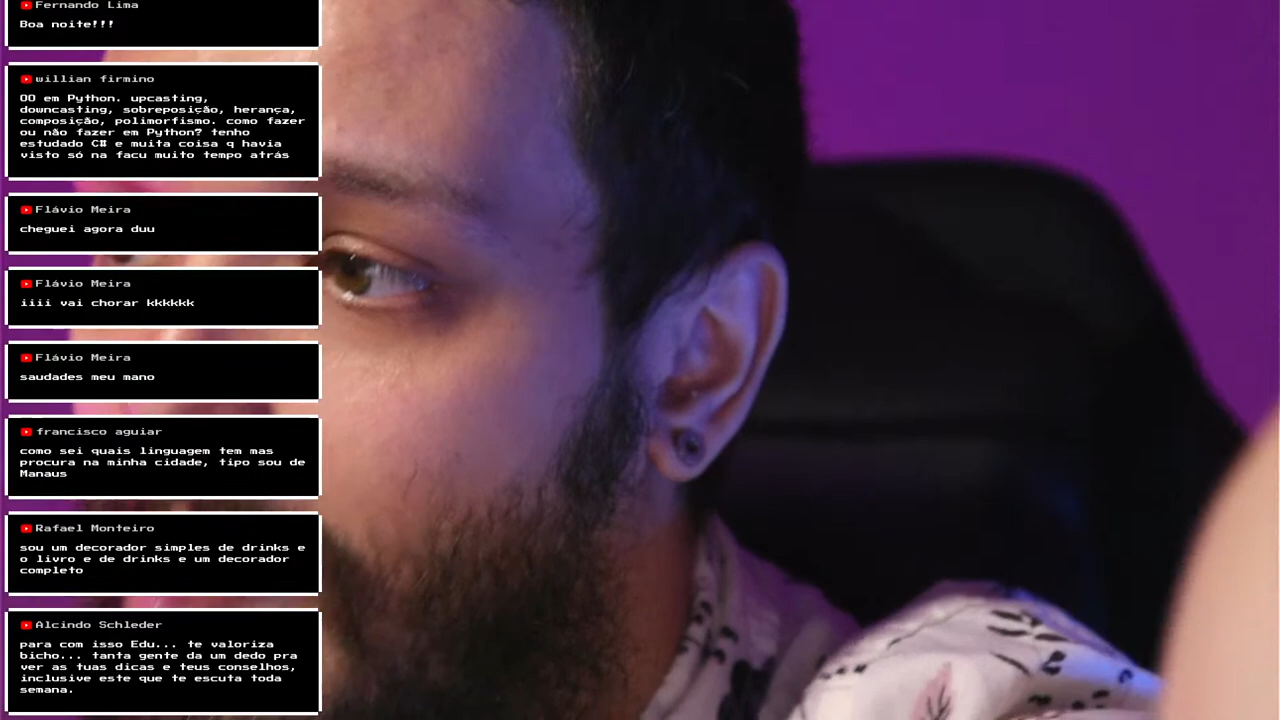 Fernando Lima
Boa noite!!!
willian firmino
OO em Python. upcasting,
downcasting, sobreposição, herança,
composição, polimorfismo. como fazer
ou não fazer em Python? tenho
estudado C# e muita coisa q havia
visto só na facu muito tempo atrás
Flávio Meira
cheguei agora duu
Flávio Meira
iiii vai chorar kkkkkk
Flávio Meira
saudades meu mano
francisco aguiar
como sei quais linguagem tem mas
procura na minha cidade, tipo sou de
Manaus
Rafael Monteiro
sou um decorador simples de drinks e
o livro e de drinks e um decorador
completo
Alcindo Schleder
para com isso Edu... te valoriza
bicho... tanta gente da um dedo pra
ver as tuas dicas e teus conselhos,
inclusive este que te escuta toda
semana.